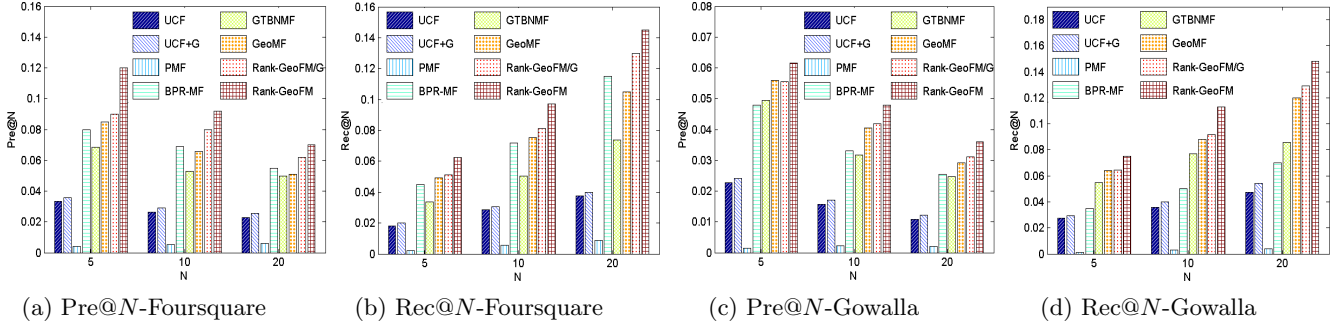 0.16
0.14
0.12
0.1
0.08
0.06
0.04
0.02
0
Pre@N
UCF
UCF+G
PMF
BPR-MF
GTBNMF
GeoMF
Rank-GeoFM/G
Rank-GeoFM
5 10 20
N
(a) Pre@N-Foursquare
0.16
0.14
0.12
0.1
0.08
0.06
0.04
0.02
0
Rec@N
UCF
UCF+G
PMF
BPR-MF
GTBNMF
GeoMF
Rank-GeoFM/G
Rank-GeoFM
5 10 20
N
(b) Rec@N-Foursquare
0.08
0.07
0.06
0.05
0.04
0.03
0.02
0.01
0
Pre@N
UCF
UCF+G
PMF
BPR-MF
GTBNMF
GeoMF
Rank-GeoFM/G
Rank-GeoFM
5 10 20
N
(c) Pre@N-Gowalla
0.18
0.16
0.14
0.12
0.10
0.08
0.06
0.04
0.02
0
Rec@N
UCF
UCF+G
PMF
BPR-MF
GTBNMF
GeoMF
Rank-GeoFM/G
Rank-GeoFM
5 10 20
N
(d) Rec@N-Gowalla